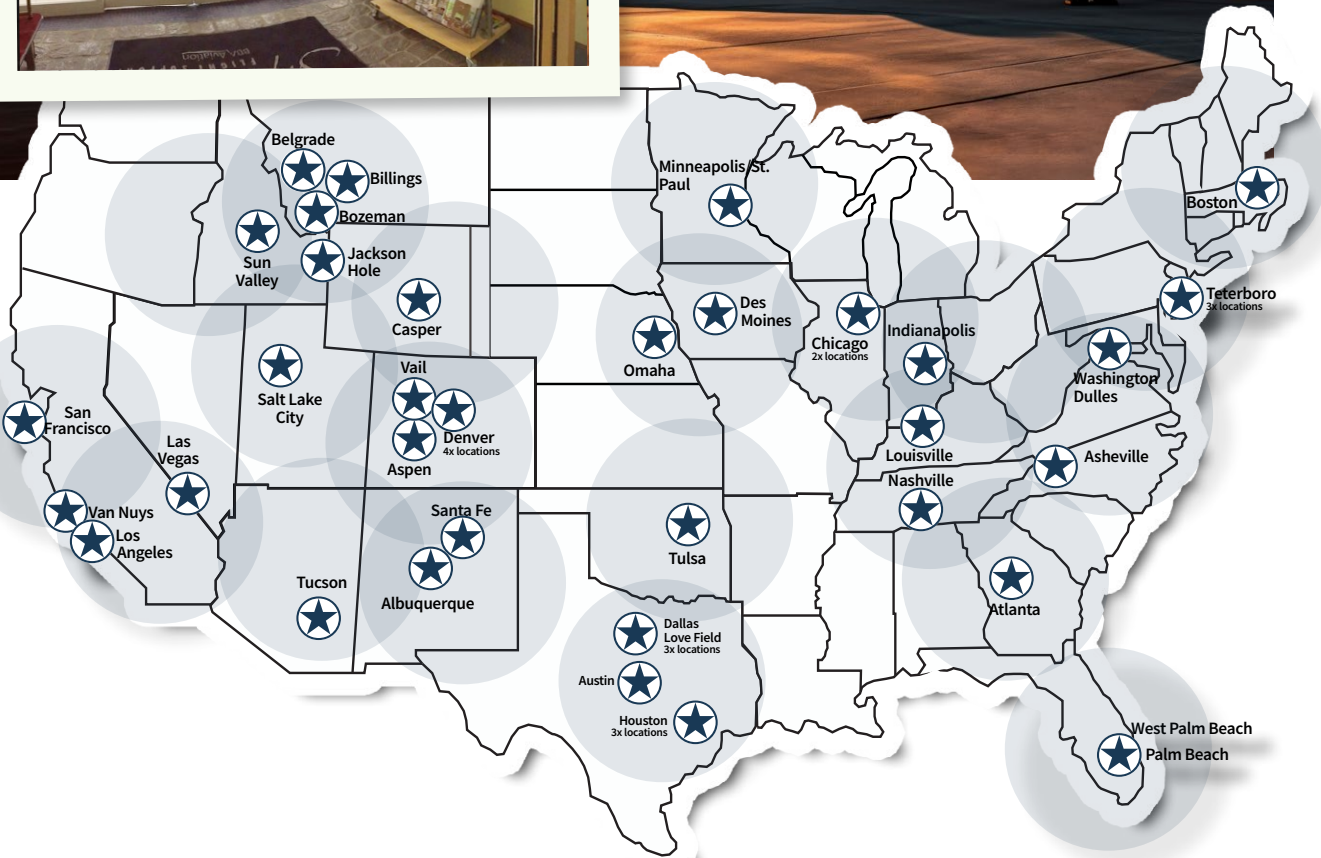 Belgrade
Billings
Bozeman
Sun
Valley
Jackson
Hole
Casper
Minneapolis/St.
Paul
Boston
Teterboro
3x locations
Des
Moines
Omaha
Chicago
2x locations
Indianapolis
Washington
Dulles
Louisville
Asheville
Nashville
Salt Lake
City
Vail
Denver
4x locations
Aspen
San
Francisco
Las
Vegas
Van Nuys
Los
Angeles
Santa Fe
Albuquerque
Tucson
Tulsa
Atlanta
Dallas
Love Field
3x locations
Austin
Houston
3x locations
West Palm Beach
Palm Beach